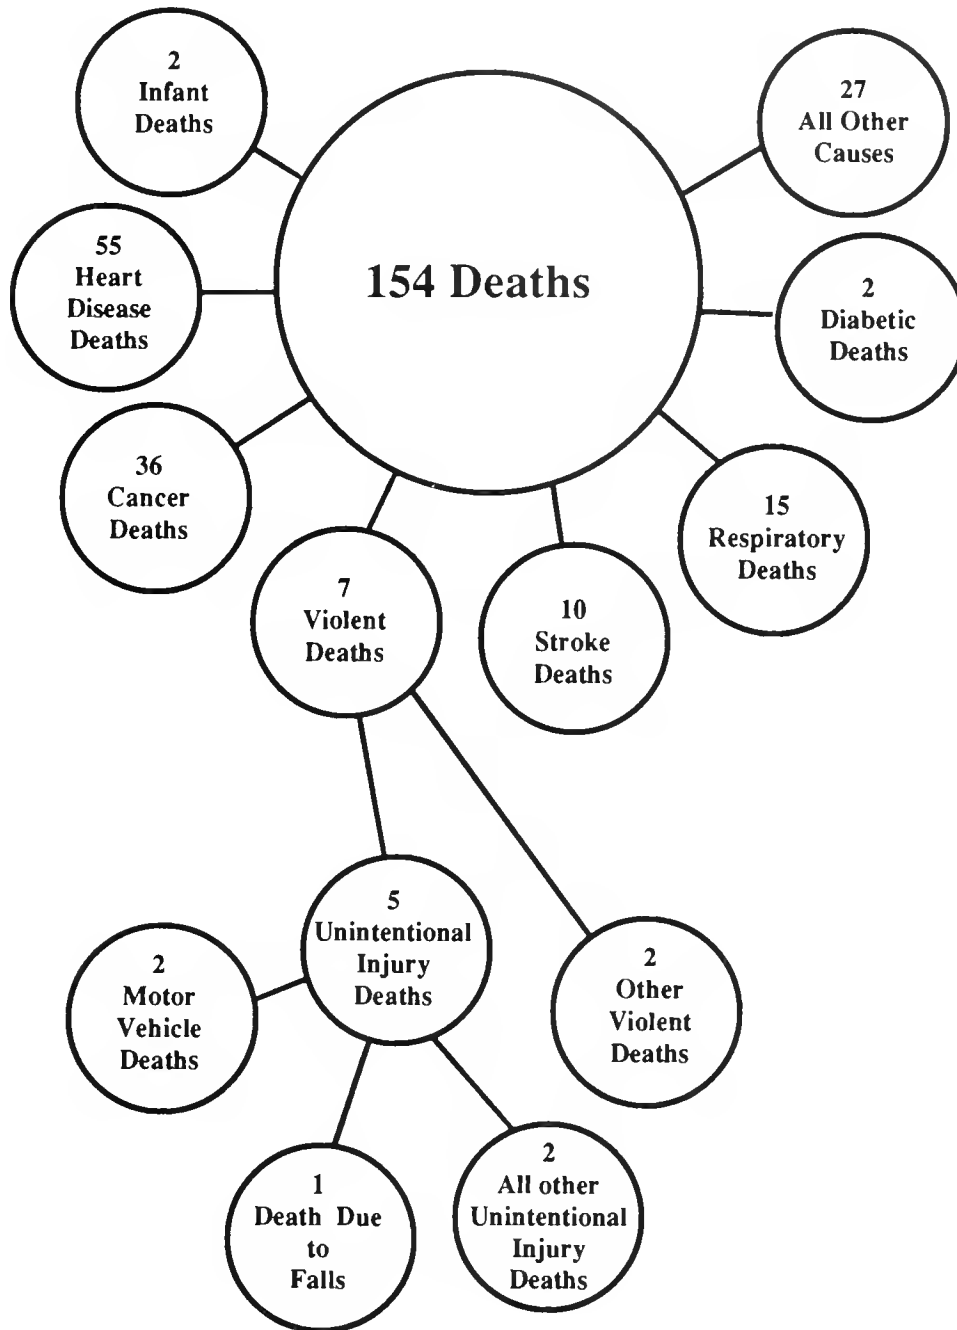 2
Infant
Deaths
27
All Other
Causes
154 Deaths
55
Heart
Disease
Deaths
2
Diabetic
Deaths
36
Cancer
Deaths
15
Respiratory
Deaths
7
Violent
Deaths
10
Stroke
Deaths
5
Unintentional
Injury
Deaths
2
Motor
Vehicle
Deaths
2
Other
Violent
Deaths
1
Death Due
to
Falls
2
All other
Unintentional
Injury
Deaths